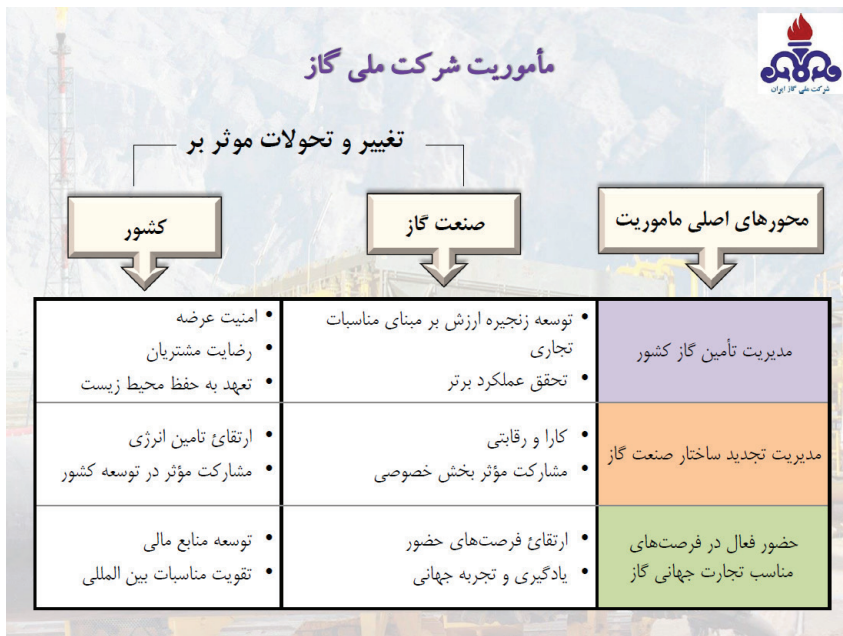 مأموریت شرکت ملی گاز
شرکت ملی گاز ایران
تغییر و تحولات موثر بر
محورهای اصلی ماموریت
صنعت گاز
کشور
مدیریت تأمین گاز کشور
• توسعه زنجیره ارزش بر مبنای مناسبات
تجاری
• تحقق عملکرد برتر
• امنیت عرضه
• رضایت مشتریان
• تعهد به حفظ محیط زیست
مدیریت تجدید ساختار صنعت گاز
• کارا و رقابتی
• مشارکت مؤثر بخش خصوصی
• ارتقائ تامین انرژی
• مشارکت مؤثر در توسعه کشور
حضور فعال در فرصت‌های
مناسب تجارت جهانی گاز
• ارتقائ فرصت‌های حضور
• یادگیری و تجربه جهانی
• توسعه منابع مالی
• تقویت مناسبات بین المللی